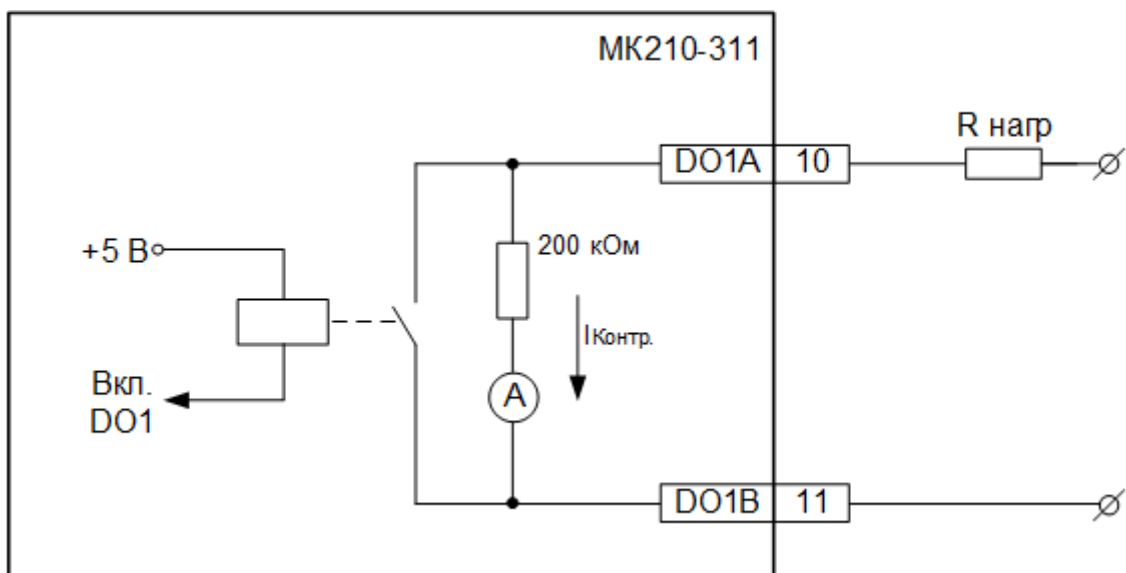 МК210-311
R нагр
DO1A 10
200 кОм
+5 В
Iконтр.
Вкл.
DO1
A
DO1B 11